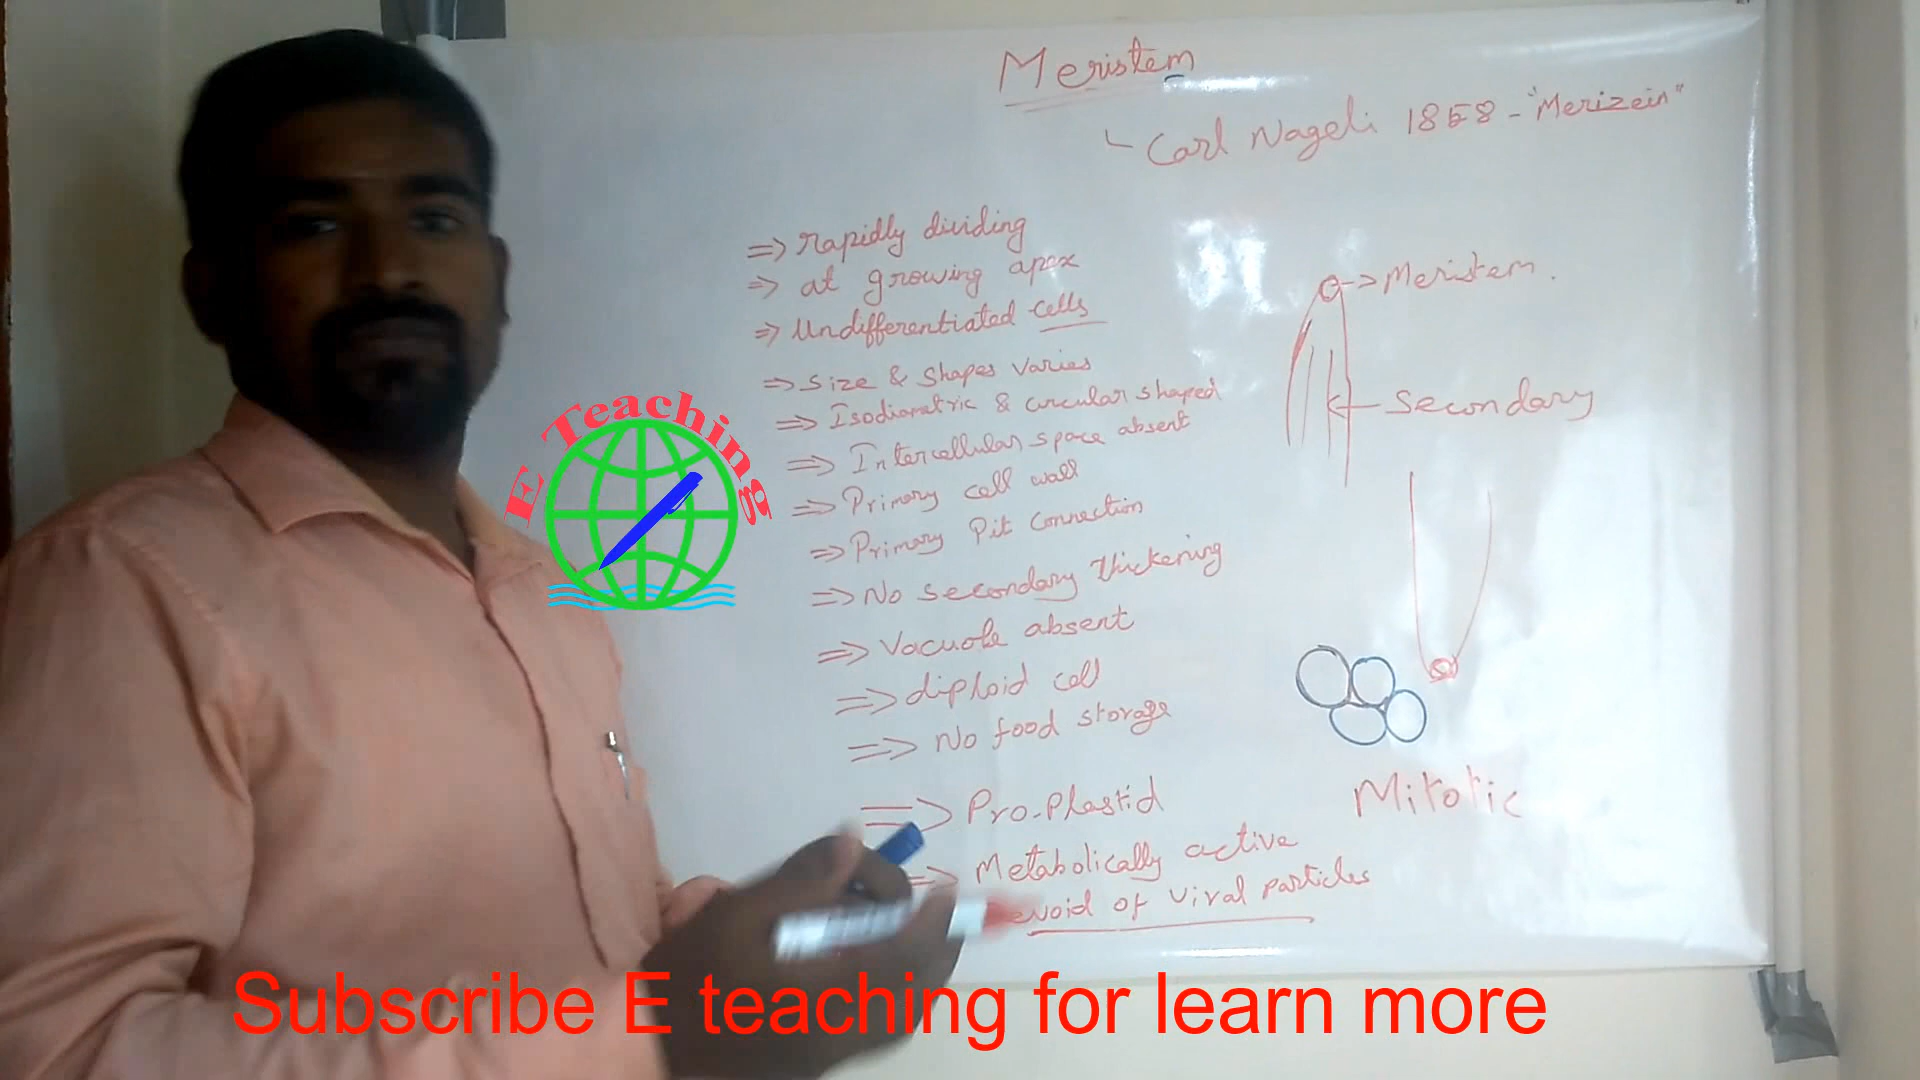 Meristem
Carl Nageli 1858 - "Merizein"
=> rapidly dividing
=> at growing apex
=> Undifferentiated cells
=> Size & shapes varies
=> Isodiametric & circular shaped
=> Intercellular space absent
=> Primary cell wall
=> Primary Pit Connection
=> No secondary thickening
=> Vacuole absent
=> diploid cell
=> No food storage
=> Pro-Plastid
=> Metabolically active
evoid of viral particles
-> Meristem.
secondary
Mitotic
E Teaching
Subscribe E teaching for learn more